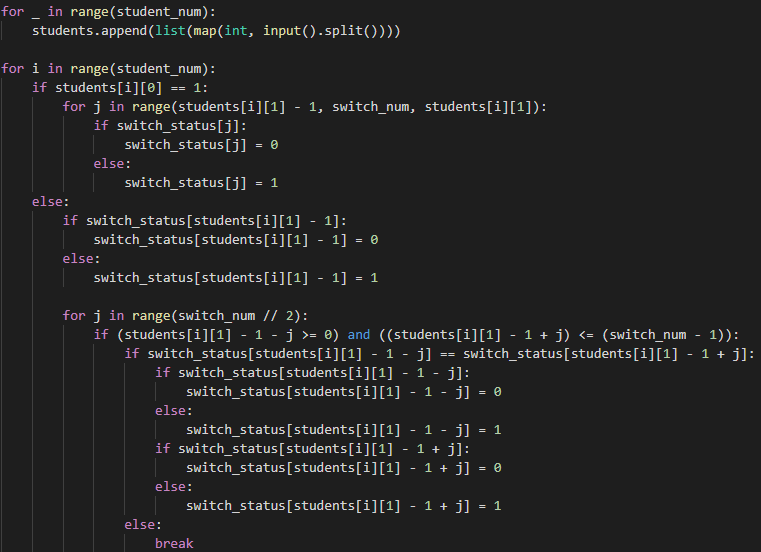 for _ in range(student_num):
    students.append(list(map(int, input().split())))
for i in range(student_num):
    if students[i][0] == 1:
        for j in range(students[i][1] - 1, switch_num, students[i][1]):
            if switch_status[j]:
                switch_status[j] = 0
            else:
                switch_status[j] = 1
    else:
        if switch_status[students[i][1] - 1]:
            switch_status[students[i][1] - 1] = 0
        else:
            switch_status[students[i][1] - 1] = 1
        for j in range(switch_num // 2):
            if (students[i][1] - 1 - j >= 0) and ((students[i][1] - 1 + j) <= (switch_num - 1)):
                if switch_status[students[i][1] - 1 - j] == switch_status[students[i][1] - 1 + j]:
                    if switch_status[students[i][1] - 1 - j]:
                        switch_status[students[i][1] - 1 - j] = 0
                    else:
                        switch_status[students[i][1] - 1 - j] = 1
                    if switch_status[students[i][1] - 1 + j]:
                        switch_status[students[i][1] - 1 + j] = 0
                    else:
                        switch_status[students[i][1] - 1 + j] = 1
                else:
                    break